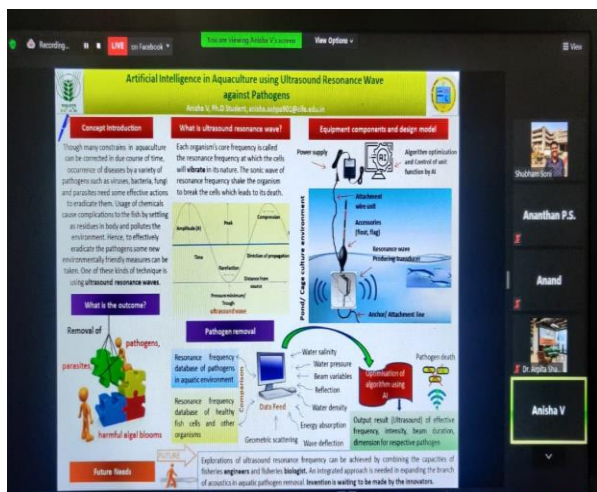 Recording...
LIVE on Facebook
You are viewing Anisha V's screen
View Options
View
Artificial Intelligence in Aquaculture using Ultrasound Resonance Wave
against Pathogens
Anisha V, Ph.D Student,
Concept Introduction
Though many constrains in aquaculture
can be corrected in due course of time,
occurrence of diseases by a variety of
pathogens such as viruses, bacteria, fungi
and parasites need some effective actions
to eradicate them. Usage of chemicals
cause complications to the fish by settling
as residues in body and pollutes the
environment. Hence, to effectively
eradicate the pathogens some new
environmentally friendly measures can be
taken. One of these kinds of technique is
using ultrasound resonance waves.
What is the outcome?
Removal of
pathogens,
parasites,
harmful algal blooms
What is ultrasound resonance wave?
Each organism's core frequency is called
the resonance frequency at which the cells
will vibrate in its nature. The sonic wave of
resonance frequency shake the organism
to break the cells which leads to its death.
Compression
Amplitude (A)
Peak
Time
Direction of propagation
Rarefaction
Distance from
source
Pressure minimum/
Trough
ultrasound wave
Equipment components and design model
Power supply
AI
Algorithm optimisation
and Control of unit
function by AI
Pond/ Cage culture environment
Attachment
wire unit
Accessories
(float, flag)
Resonance wave
Producing transducer
Anchor/ Attachment line
Pathogen removal
Resonance frequency
database of pathogens
in aquatic environment
Resonance frequency
database of healthy
fish cells and other
organisms
Comparison
Data Feed
Water salinity
Water pressure
Beam variables
Reflection
Water density
Energy absorption
Wave deflection
Geometric scattering
Optimisation of
algorithm using
AI
Pathogen death
Output result (Ultrasound) of effective
frequency, intensity, beam duration,
dimension for respective pathogen
Future Needs
FUTURE
Explorations of ultrasound resonance frequency can be achieved by combining the capacities of
fisheries engineers and fisheries biologist. An integrated approach is needed in expanding the branch
of acoustics in aquatic pathogen removal. Invention is waiting to be made by the innovators.
Shubham Soni
Ananthan P.S.
Anand
Dr. Arpita Sha...
Anisha V